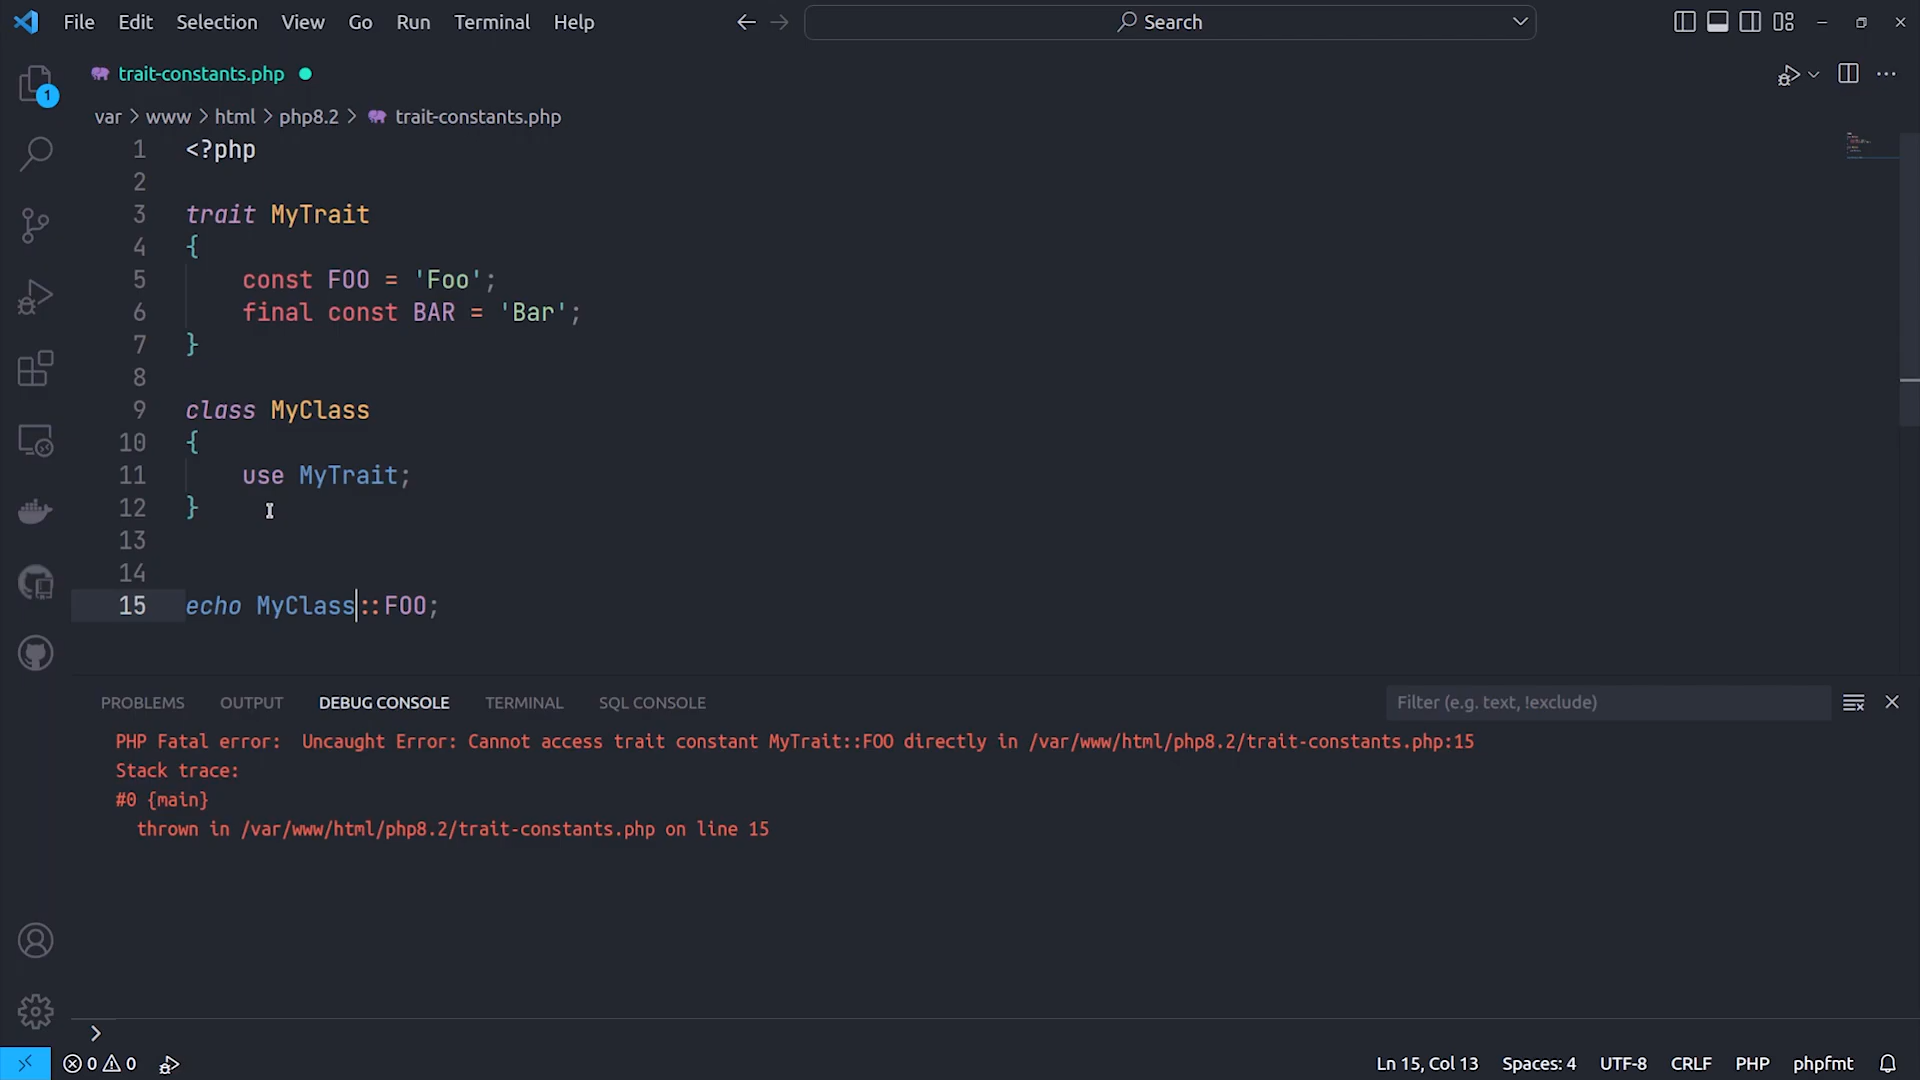 File Edit Selection View Go Run Terminal Help Search
trait-constants.php
1
var > www > html > php8.2 > trait-constants.php
1 <?php
2
3 trait MyTrait
4 {
5 const FOO = 'Foo';
6 final const BAR = 'Bar';
7 }
8
9 class MyClass
10 {
11 use MyTrait;
12 }
13
14
15 echo MyClass::FOO;
PROBLEMS OUTPUT DEBUG CONSOLE TERMINAL SQL CONSOLE Filter (e.g. text, !exclude)
PHP Fatal error:  Uncaught Error: Cannot access trait constant MyTrait::FOO directly in /var/www/html/php8.2/trait-constants.php:15
Stack trace:
#0 {main}
  thrown in /var/www/html/php8.2/trait-constants.php on line 15
>
0 0 Ln 15, Col 13 Spaces: 4 UTF-8 CRLF PHP phpfmt